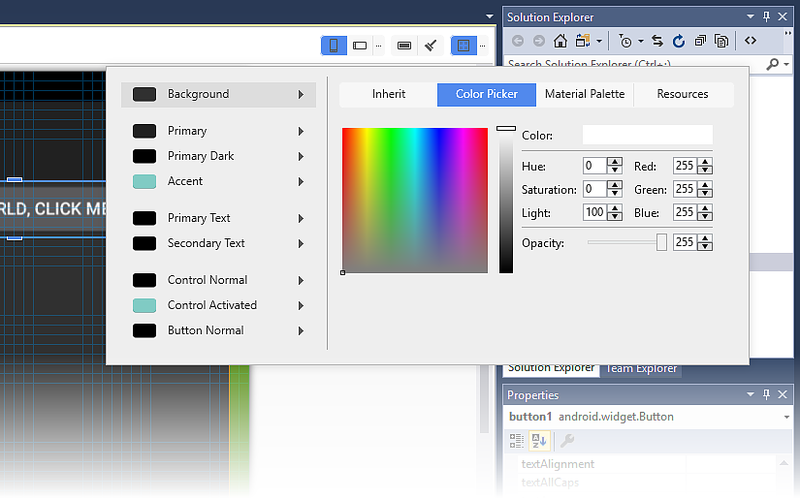 Solution Explorer
Search Solution Explorer (Ctrl+;)
Background
Primary
Primary Dark
Accent
Primary Text
Secondary Text
Control Normal
Control Activated
Button Normal
Inherit
Color Picker
Material Palette
Resources
Color:
Hue: 0 Red: 255
Saturation: 0 Green: 255
Light: 100 Blue: 255
Opacity: 255
RLD, CLICK ME
Solution Explorer Team Explorer
Properties
button1 android.widget.Button
textAlignment
textAllCaps